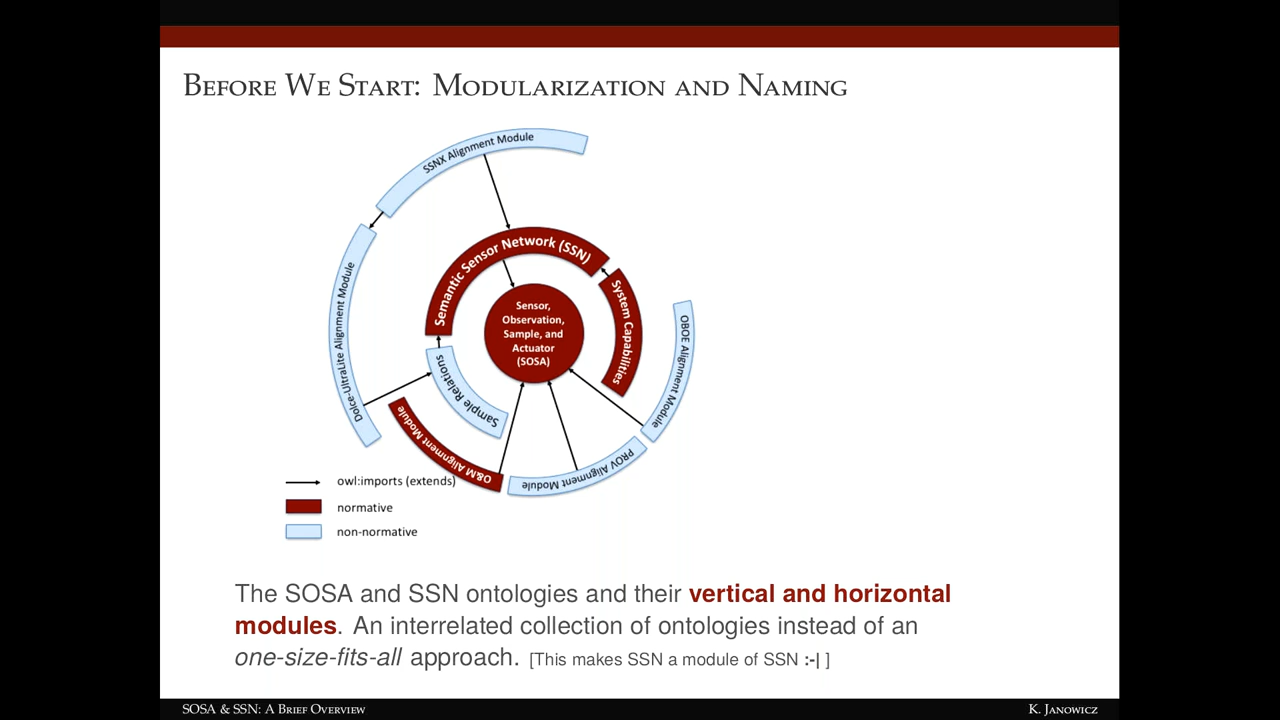 Before We Start: Modularization and Naming
SSNX Alignment Module
Dolce-UltraLite Alignment Module
Semantic Sensor Network (SSN)
System Capabilities
Sensor,
Observation,
Sample, and
Actuator
(SOSA)
OBOE Alignment Module
Sample Relations
O&M Alignment Module
PROV Alignment Module
owl:imports (extends)
normative
non-normative
The SOSA and SSN ontologies and their vertical and horizontal
modules. An interrelated collection of ontologies instead of an
one-size-fits-all approach. [This makes SSN a module of SSN :-| ]
SOSA & SSN: A Brief Overview
K. Janowicz